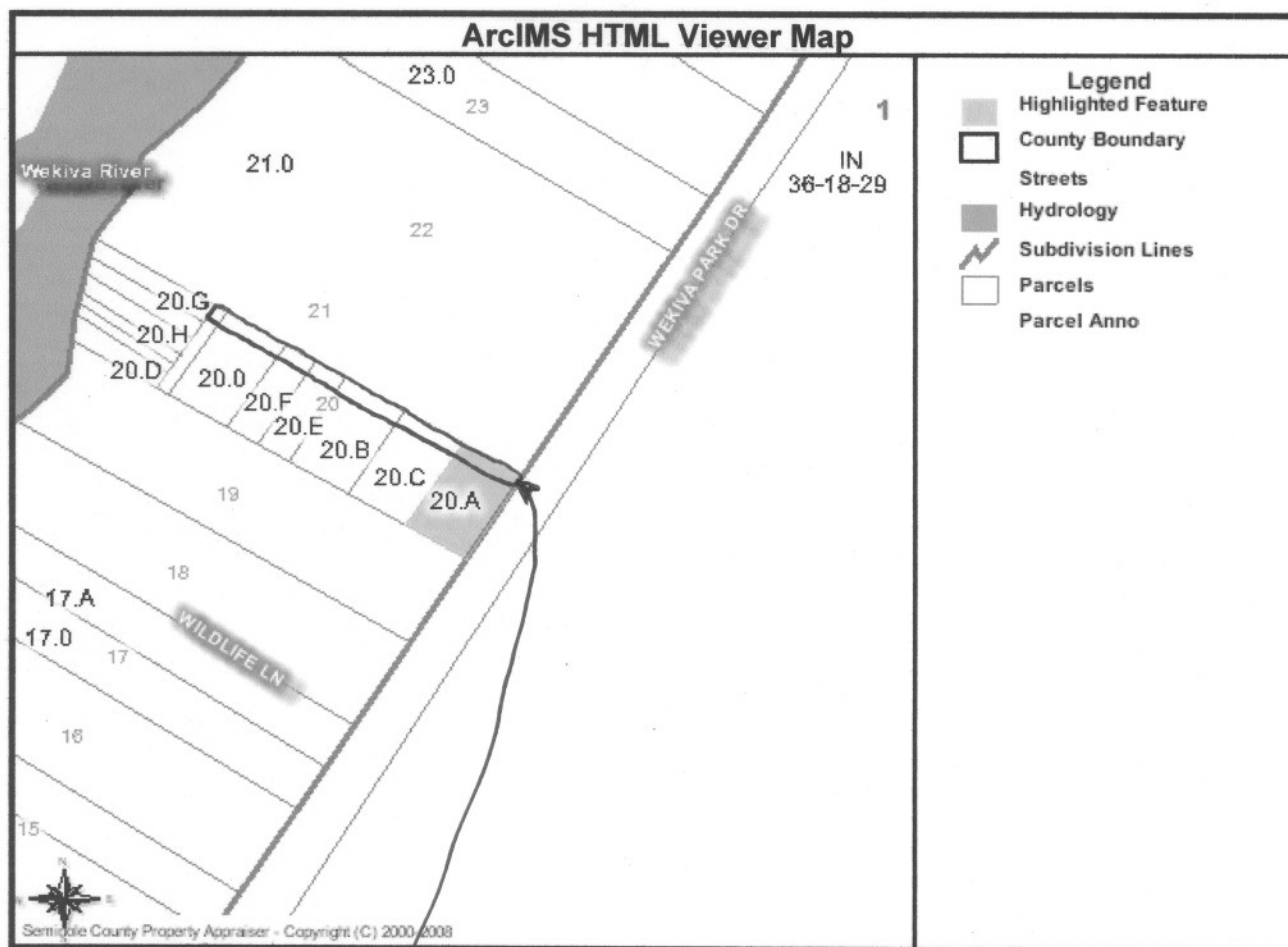 ArcIMS HTML Viewer Map
23.0
23
1
IN
36-18-29
Wekiva River
21.0
22
WEKIVA PARK DR
20.G
21
20.H
20.D
20.0
20.F
20
20.E
20.B
20.C
20.A
19
18
17.A
WILDLIFE LN
17.0
17
16
15
N
Seminole County Property Appraiser - Copyright (C) 2000-2008
Legend
Highlighted Feature
County Boundary
Streets
Hydrology
Subdivision Lines
Parcels
Parcel Anno